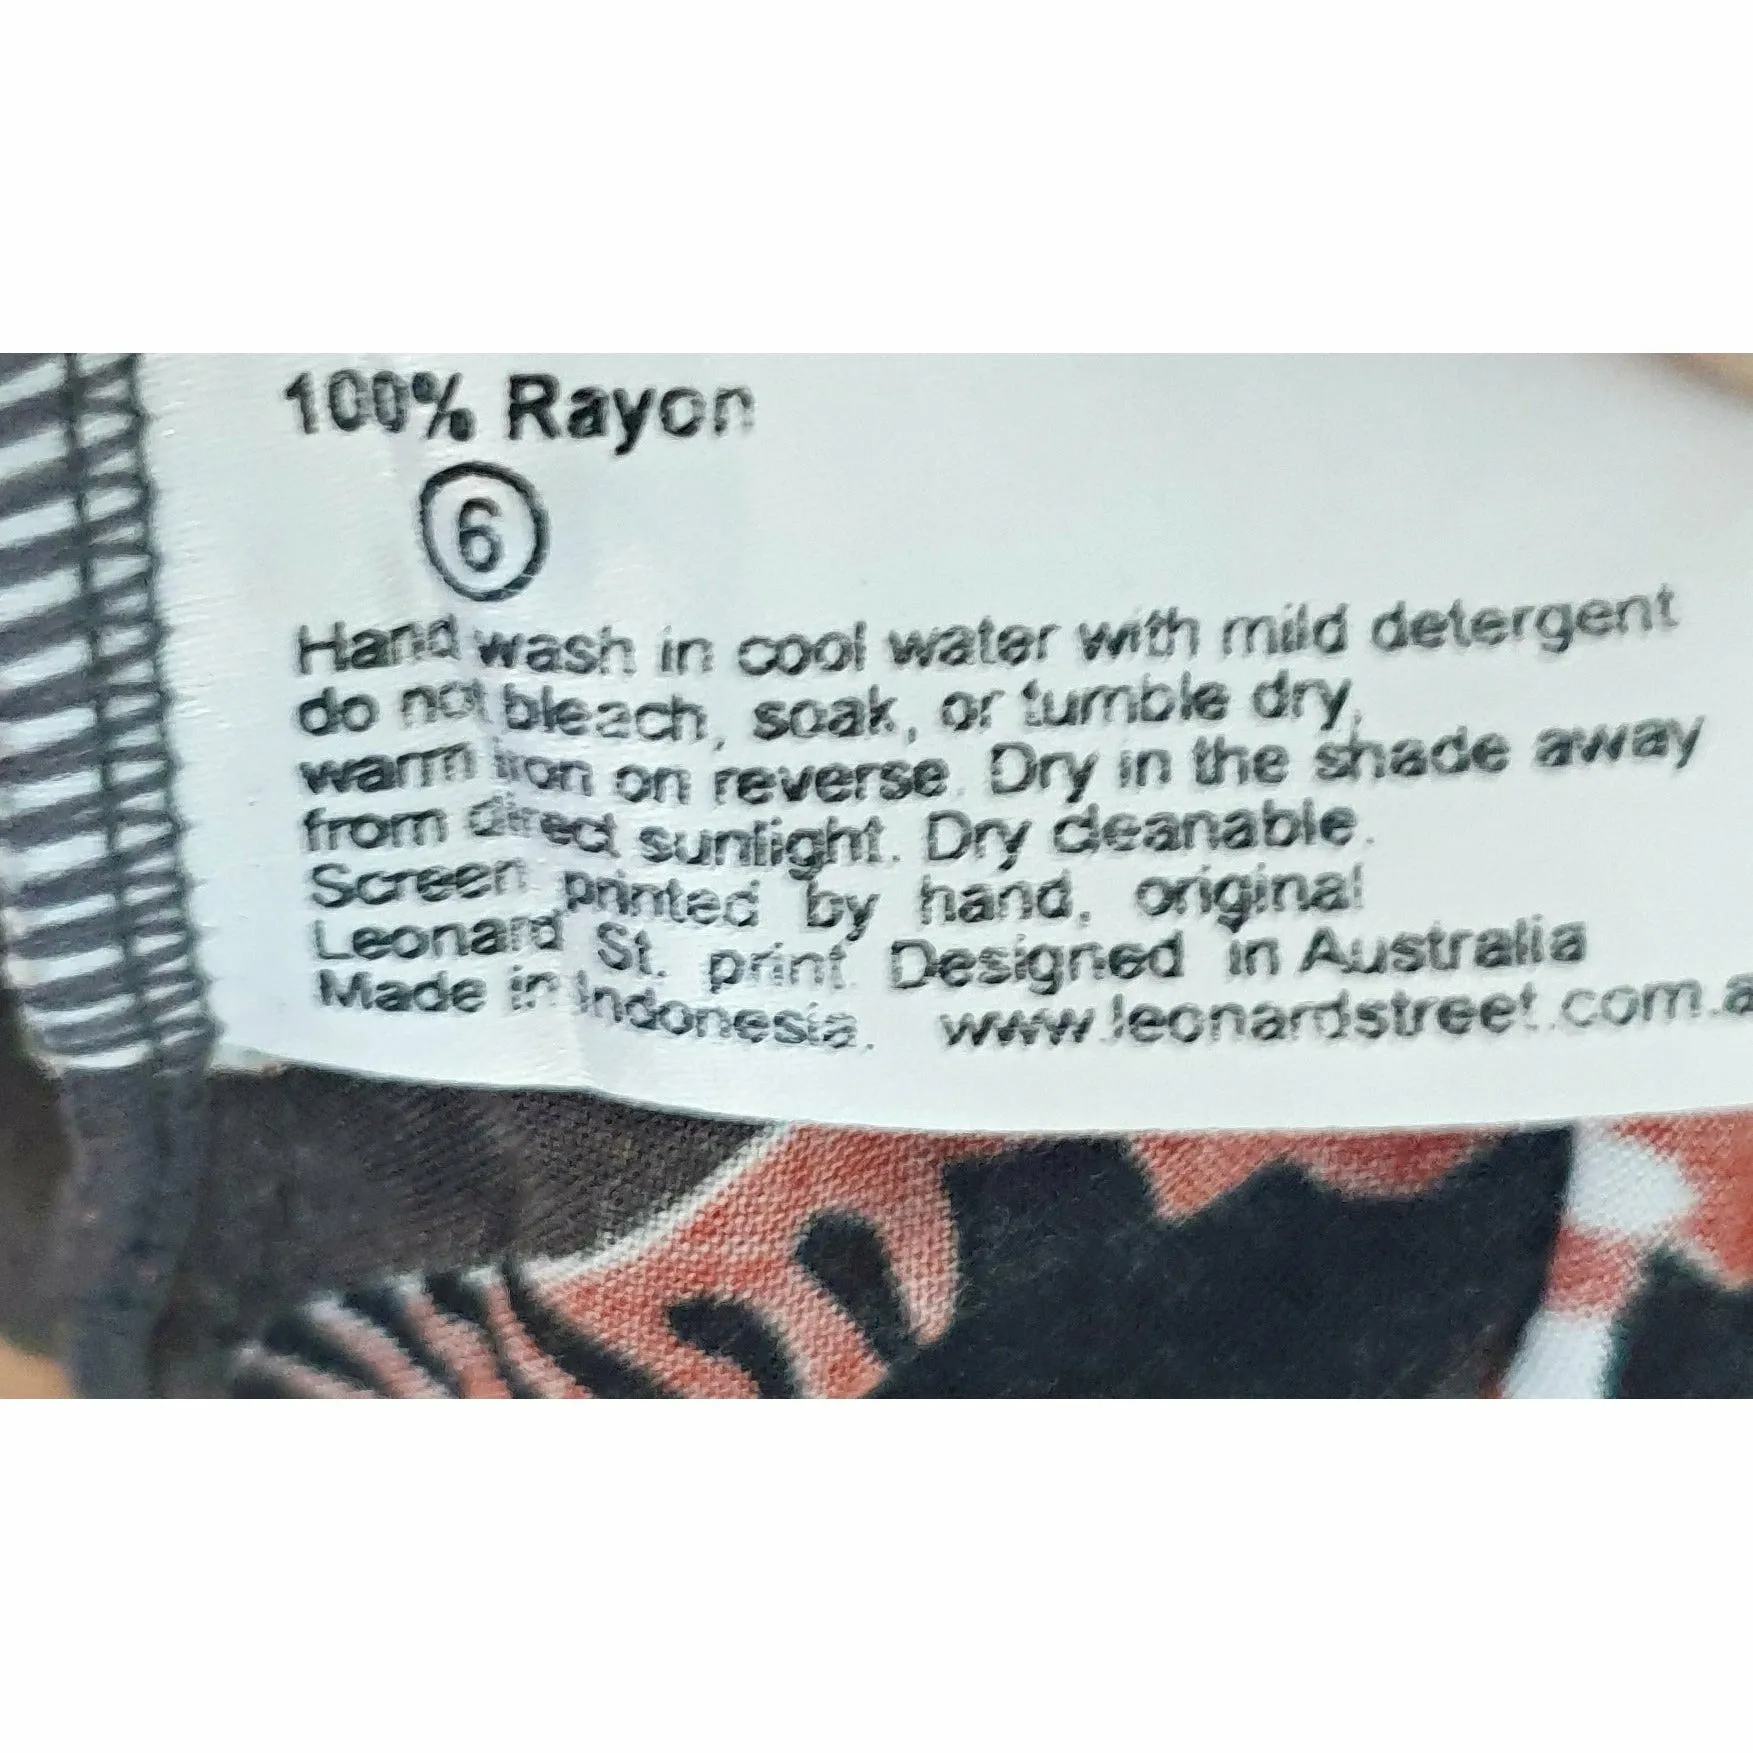 100% Rayon
6
Hand wash in cool water with mild detergent
do not bleach, soak, or tumble dry,
warm iron on reverse. Dry in the shade away
from direct sunlight. Dry cleanable.
Screen printed by hand, original
Leonard St. print. Designed in Australia
Made in Indonesia. www.leonardstreet.com.a